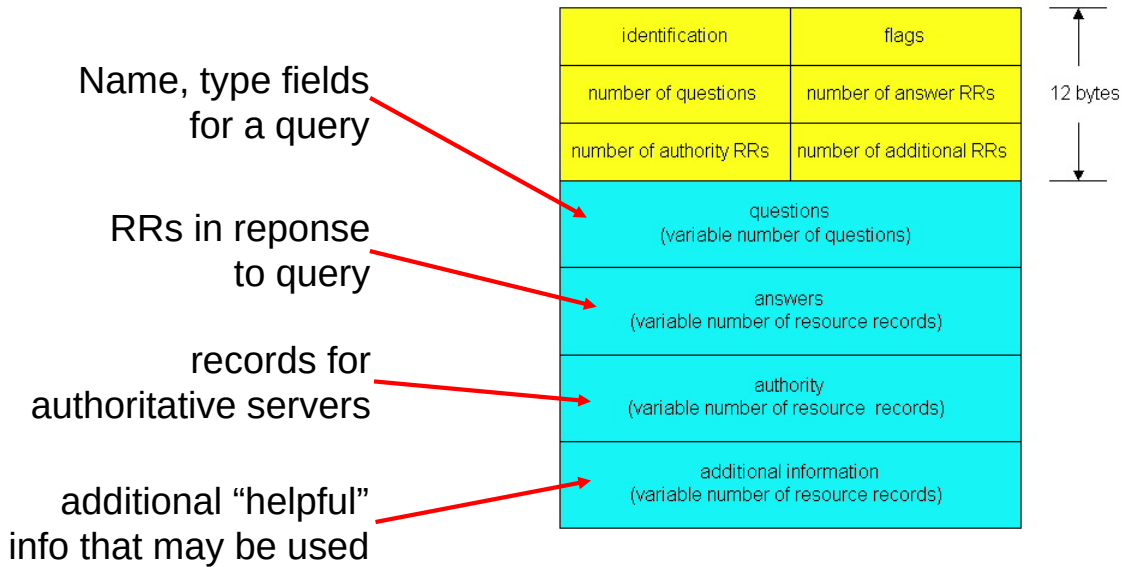 Name, type fields
for a query
RRs in reponse
to query
records for
authoritative servers
additional “helpful”
info that may be used
identification
flags
number of questions
number of answer RRs
number of authority RRs
number of additional RRs
questions
(variable number of questions)
answers
(variable number of resource records)
authority
(variable number of resource records)
additional information
(variable number of resource records)
12 bytes